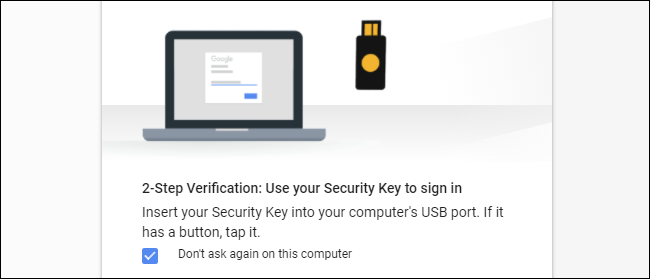 Google
2-Step Verification: Use your Security Key to sign in
Insert your Security Key into your computer's USB port. If it
has a button, tap it.
Don't ask again on this computer